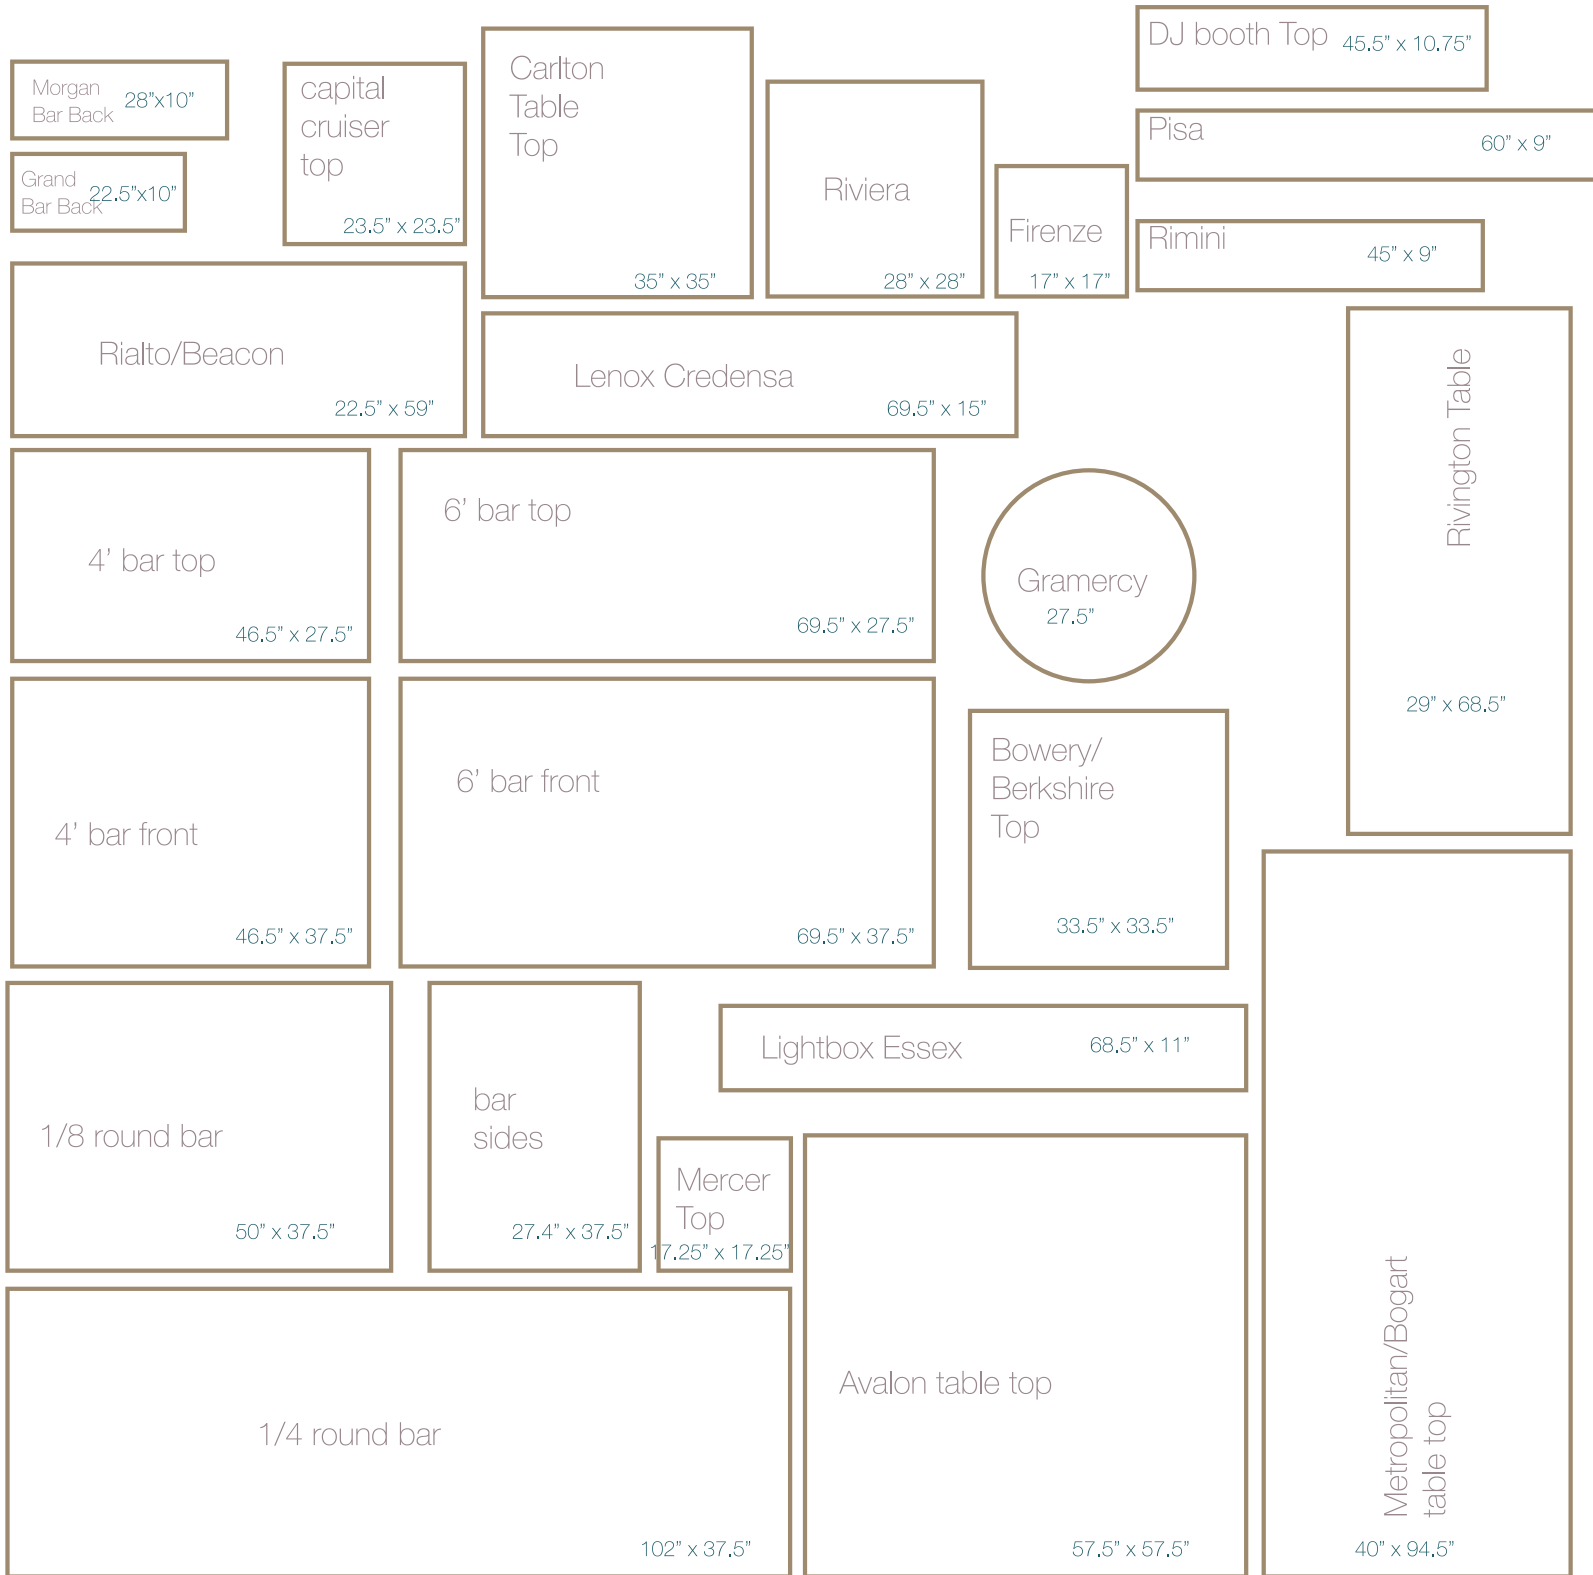 DJ booth Top 45.5” x 10.75”
Morgan
Bar Back 28”x10”
capital
cruiser
top
23.5” x 23.5”
Carlton
Table
Top
35” x 35”
Riviera
28” x 28”
Pisa
60” x 9”
Grand
Bar Back 22.5”x10”
Firenze
17” x 17”
Rimini
45” x 9”
Rialto/Beacon
22.5” x 59”
Lenox Credensa
69.5” x 15”
Rivington Table
29” x 68.5”
4’ bar top
46.5” x 27.5”
6’ bar top
69.5” x 27.5”
Gramercy
27.5”
4’ bar front
46.5” x 37.5”
6’ bar front
69.5” x 37.5”
Bowery/
Berkshire
Top
33.5” x 33.5”
1/8 round bar
50” x 37.5”
bar
sides
27.4” x 37.5”
Lightbox Essex 68.5” x 11”
Mercer
Top
17.25” x 17.25”
Avalon table top
57.5” x 57.5”
Metropolitan/Bogart
table top
40” x 94.5”
1/4 round bar
102” x 37.5”